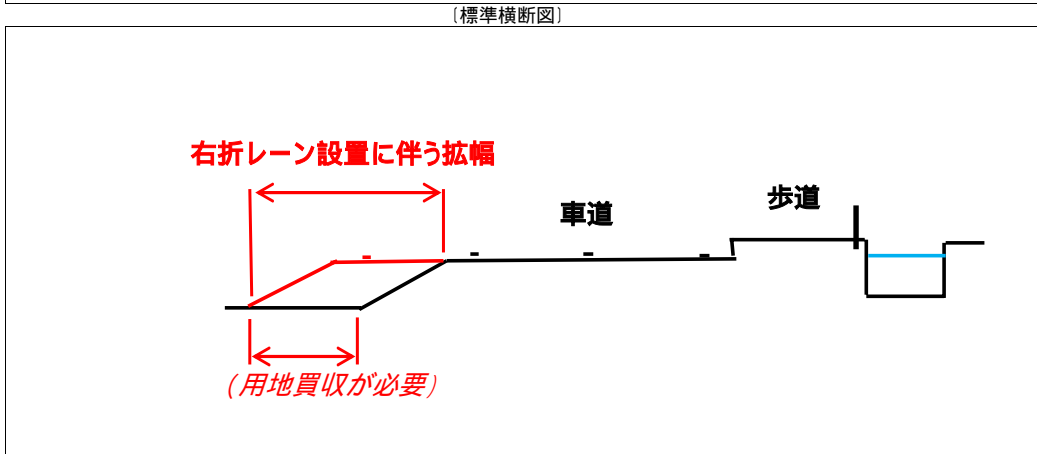 〔標準横断図〕
右折レーン設置に伴う拡幅
車道
歩道
(用地買収が必要)